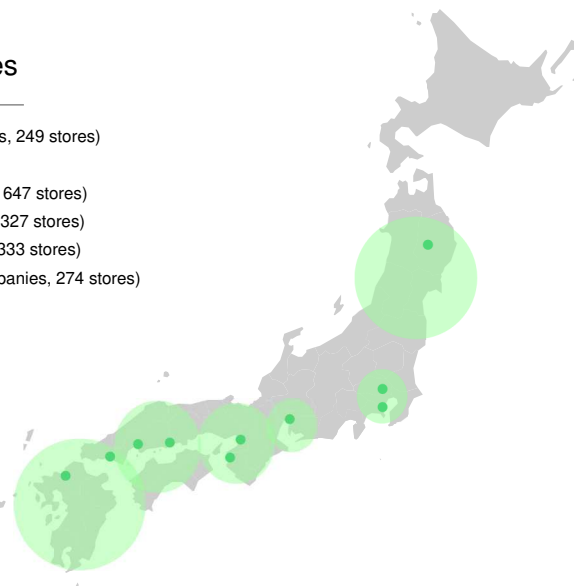 es
s, 249 stores)
647 stores)
327 stores)
333 stores)
panies, 274 stores)